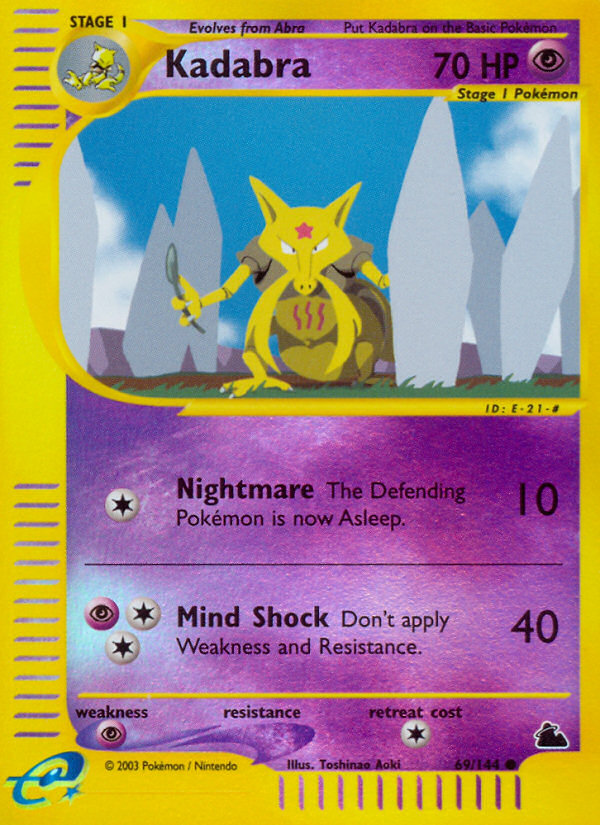 STAGE 1
Evolves from Abra
Put Kadabra on the Basic Pokémon
Kadabra
70 HP
Stage 1 Pokémon
ID: E-21-#
Nightmare The Defending
Pokémon is now Asleep.
10
Mind Shock Don't apply
Weakness and Resistance.
40
weakness
resistance
retreat cost
© 2003 Pokémon / Nintendo
Illus. Toshinao Aoki
69/144 ●
e